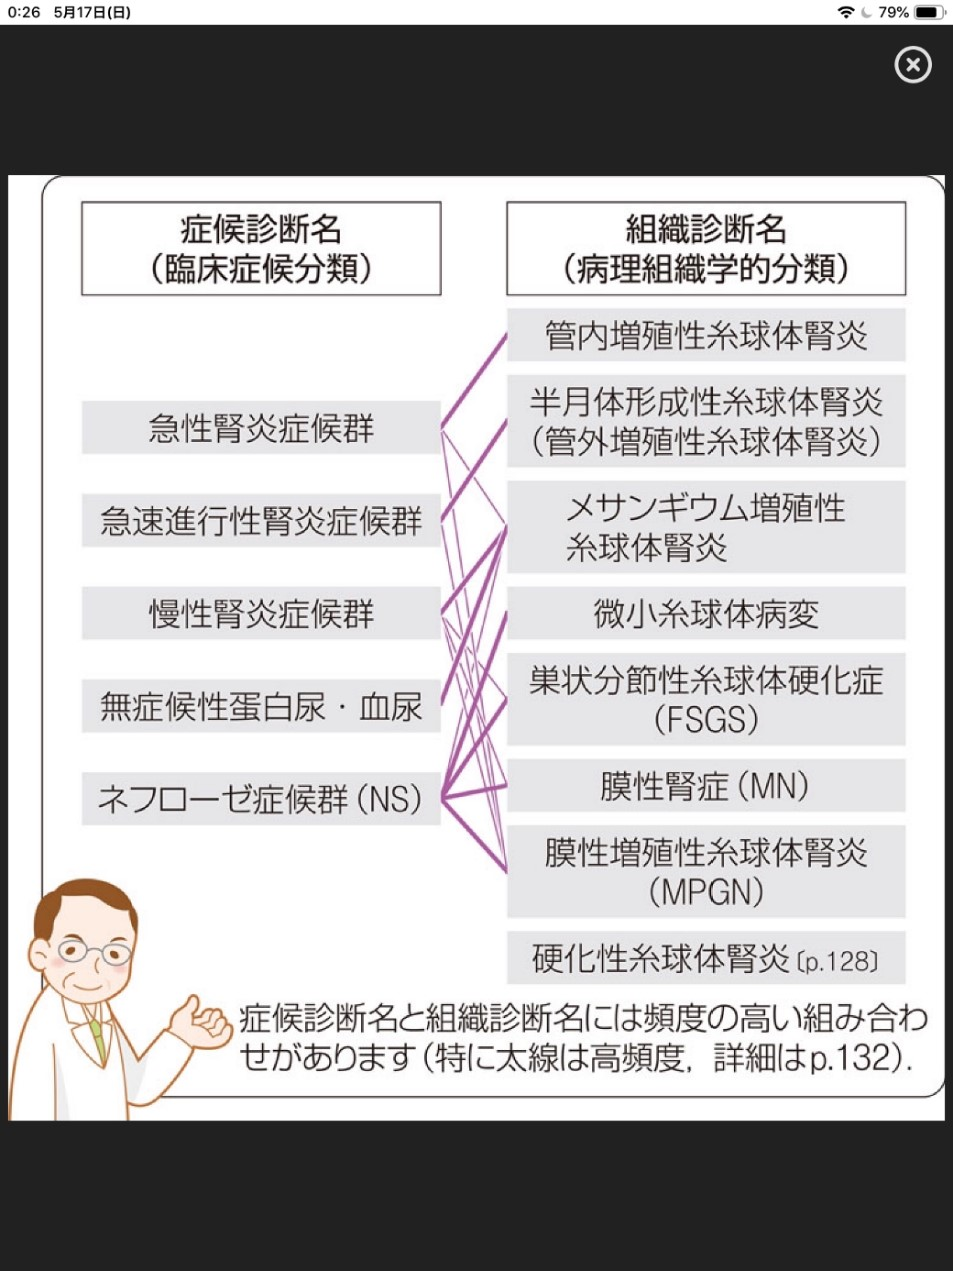 0:26 5月17日(日)
79%
症候診断名
（臨床症候分類）
組織診断名
（病理組織学的分類）
管内増殖性糸球体腎炎
急性腎炎症候群
半月体形成性糸球体腎炎
（管外増殖性糸球体腎炎）
急速進行性腎炎症候群
メサンギウム増殖性
糸球体腎炎
慢性腎炎症候群
微小糸球体病変
無症候性蛋白尿・血尿
巣状分節性糸球体硬化症
（FSGS）
ネフローゼ症候群（NS）
膜性腎症（MN）
膜性増殖性糸球体腎炎
（MPGN）
硬化性糸球体腎炎〔p.128〕
症候診断名と組織診断名には頻度の高い組み合わ
せがあります（特に太線は高頻度，詳細はp.132）．